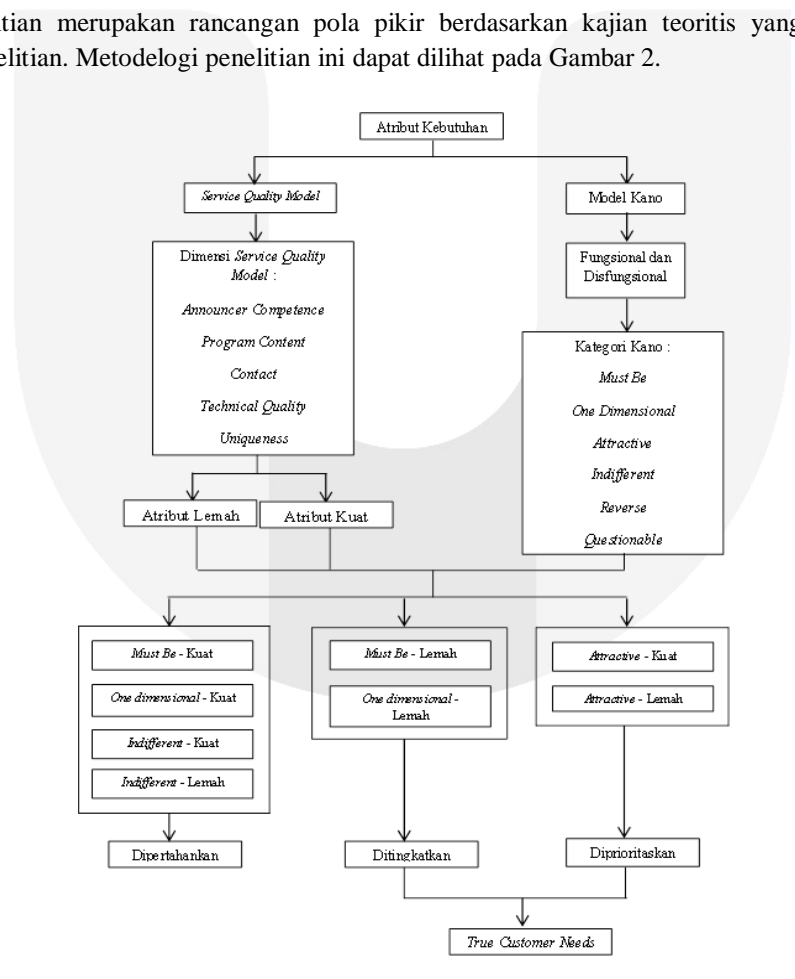 litian merupakan rancangan pola pikir berdasarkan kajian teoritis yang
elitian. Metodelogi penelitian ini dapat dilihat pada Gambar 2.
Atribut Kebutuhan
Service Quality Model
Model Kano
Dimensi Service Quality
Model :
Announcer Competence
Program Content
Contact
Technical Quality
Uniqueness
Fungsional dan
Disfungsional
Kategori Kano :
Must Be
One Dimensional
Attractive
Indifferent
Reverse
Questionable
Atribut Lemah
Atribut Kuat
Must Be - Kuat
One dimensional - Kuat
Indifferent - Kuat
Indifferent - Lemah
Must Be - Lemah
One dimensional -
Lemah
Attractive - Kuat
Attractive - Lemah
Dipertahankan
Ditingkatkan
Diprioritaskan
True Customer Needs